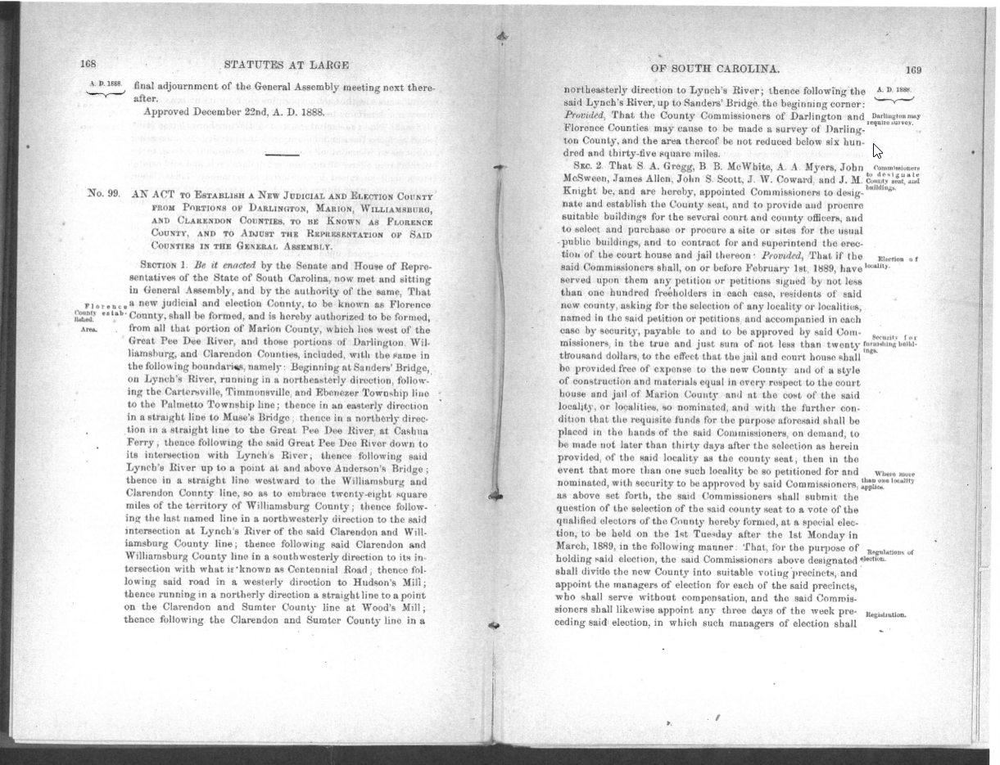 168
STATUTES AT LARGE
A. D. 1888.
final adjournment of the General Assembly meeting next there-
after.
Approved December 22nd, A. D. 1888.
No. 99.
AN ACT TO ESTABLISH A NEW JUDICIAL AND ELECTION COUNTY
FROM PORTIONS OF DARLINGTON, MARION, WILLIAMSBURG,
AND CLARENDON COUNTIES, TO BE KNOWN AS FLORENCE
COUNTY, AND TO ADJUST THE REPRESENTATION OF SAID
COUNTIES IN THE GENERAL ASSEMBLY.
SECTION 1. Be it enacted by the Senate and House of Repre-
sentatives of the State of South Carolina, now met and sitting
in General Assembly, and by the authority of the same, That
a new judicial and election County, to be known as Florence
County, shall be formed, and is hereby authorized to be formed,
from all that portion of Marion County, which lies west of the
Great Pee Dee River, and those portions of Darlington. Wil-
liamsburg, and Clarendon Counties, included, with the same in
the following boundaries, namely: Beginning at Sanders' Bridge,
on Lynch's River, running in a northeasterly direction, follow-
ing the Cartersville, Timmonsville, and Ebenezer Township line
to the Palmetto Township line; thence in an easterly direction
in a straight line to Muse's Bridge; thence in a northerly direc-
tion in a straight line to the Great Pee Dee River, at Cashua
Ferry; thence following the said Great Pee Dee River down to
its intersection with Lynch's River; thence following said
Lynch's River up to a point at and above Anderson's Bridge;
thence in a straight line westward to the Williamsburg and
Clarendon County line, so as to embrace twenty-eight square
miles of the territory of Williamsburg County; thence follow-
ing the last named line in a northwesterly direction to the said
intersection at Lynch's River of the said Clarendon and Will-
iamsburg County line; thence following said Clarendon and
Williamsburg County line in a southwesterly direction to its in-
tersection with what is known as Centennial Road; thence fol-
lowing said road in a westerly direction to Hudson's Mill;
thence running in a northerly direction a straight line to a point
on the Clarendon and Sumter County line at Wood's Mill;
thence following the Clarendon and Sumter County line in a
Florence
County estab-
lished.
Area.
OF SOUTH CAROLINA.
169
northeasterly direction to Lynch's River; thence following the
said Lynch's River, up to Sanders' Bridge, the beginning corner:
Provided, That the County Commissioners of Darlington and
Florence Counties may cause to be made a survey of Darling-
ton County, and the area thereof be not reduced below six hun-
dred and thirty-five square miles.
SEC. 2. That S. A. Gregg, B. B. McWhite, A. A. Myers, John
McSween, James Allen, John S. Scott, J. W. Coward, and J. M.
Knight be, and are hereby, appointed Commissioners to desig-
nate and establish the County seat, and to provide and procure
suitable buildings for the several court and county officers, and
to select and purchase or procure a site or sites for the usual
public buildings, and to contract for and superintend the erec-
tion of the court house and jail thereon: Provided, That if the
said Commissioners shall, on or before February 1st, 1889, have
served upon them any petition or petitions signed by not less
than one hundred freeholders in each case, residents of said
new county, asking for the selection of any locality or localities,
named in the said petition or petitions, and accompanied in each
case by security, payable to and to be approved by said Com-
missioners, in the true and just sum of not less than twenty
thousand dollars, to the effect that the jail and court house shall
be provided free of expense to the new County and of a style
of construction and materials equal in every respect to the court
house and jail of Marion County and at the cost of the said
locality, or localities, so nominated, and with the further con-
dition that the requisite funds for the purpose aforesaid shall be
placed in the hands of the said Commissioners, on demand, to
be made not later than thirty days after the selection as herein
provided, of the said locality as the county seat; then in the
event that more than one such locality be so petitioned for and
nominated, with security to be approved by said Commissioners,
as above set forth, the said Commissioners shall submit the
question of the selection of the said county seat to a vote of the
qualified electors of the County hereby formed, at a special elec-
tion, to be held on the 1st Tuesday after the 1st Monday in
March, 1889, in the following manner: That, for the purpose of
holding said election, the said Commissioners above designated
shall divide the new County into suitable voting precincts, and
appoint the managers of election for each of the said precincts,
who shall serve without compensation, and the said Commis-
sioners shall likewise appoint any three days of the week pre-
ceding said election, in which such managers of election shall
A. D. 1888.
Darlington may
require survey.
Commissioners
to designate
County seat, and
buildings.
Election of
locality.
Security for
furnishing build-
ings.
Where more
than one locality
applies.
Regulations of
election.
Registration.